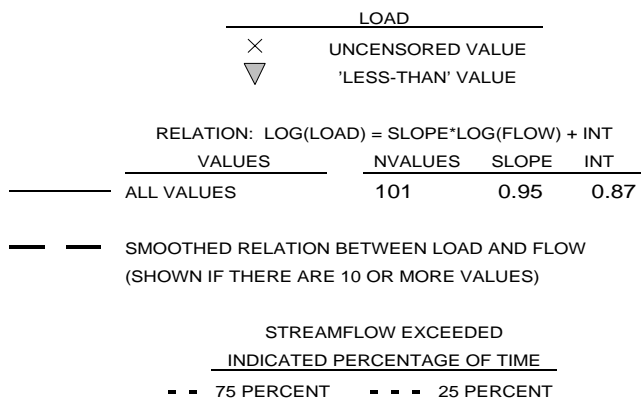 LOAD
UNCENSORED VALUE
'LESS-THAN' VALUE
RELATION: LOG(LOAD) = SLOPE*LOG(FLOW) + INT
VALUES NVALUES SLOPE INT
ALL VALUES 101 0.95 0.87
SMOOTHED RELATION BETWEEN LOAD AND FLOW
(SHOWN IF THERE ARE 10 OR MORE VALUES)
STREAMFLOW EXCEEDED
INDICATED PERCENTAGE OF TIME
75 PERCENT 25 PERCENT